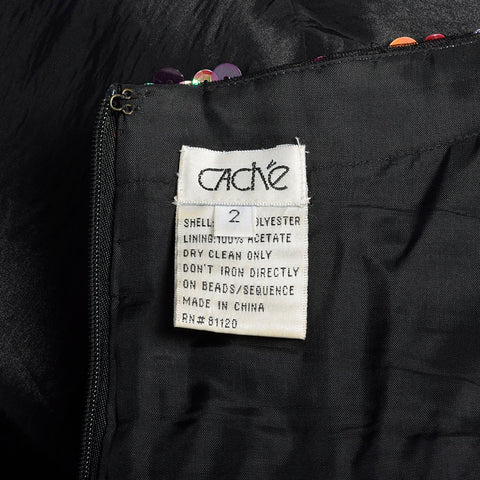 CACHÉ
2
SHELL: POLYESTER
LINING:100% ACETATE
DRY CLEAN ONLY
DON'T IRON DIRECTLY
ON BEADS/SEQUENCE
MADE IN CHINA
RN# 81120